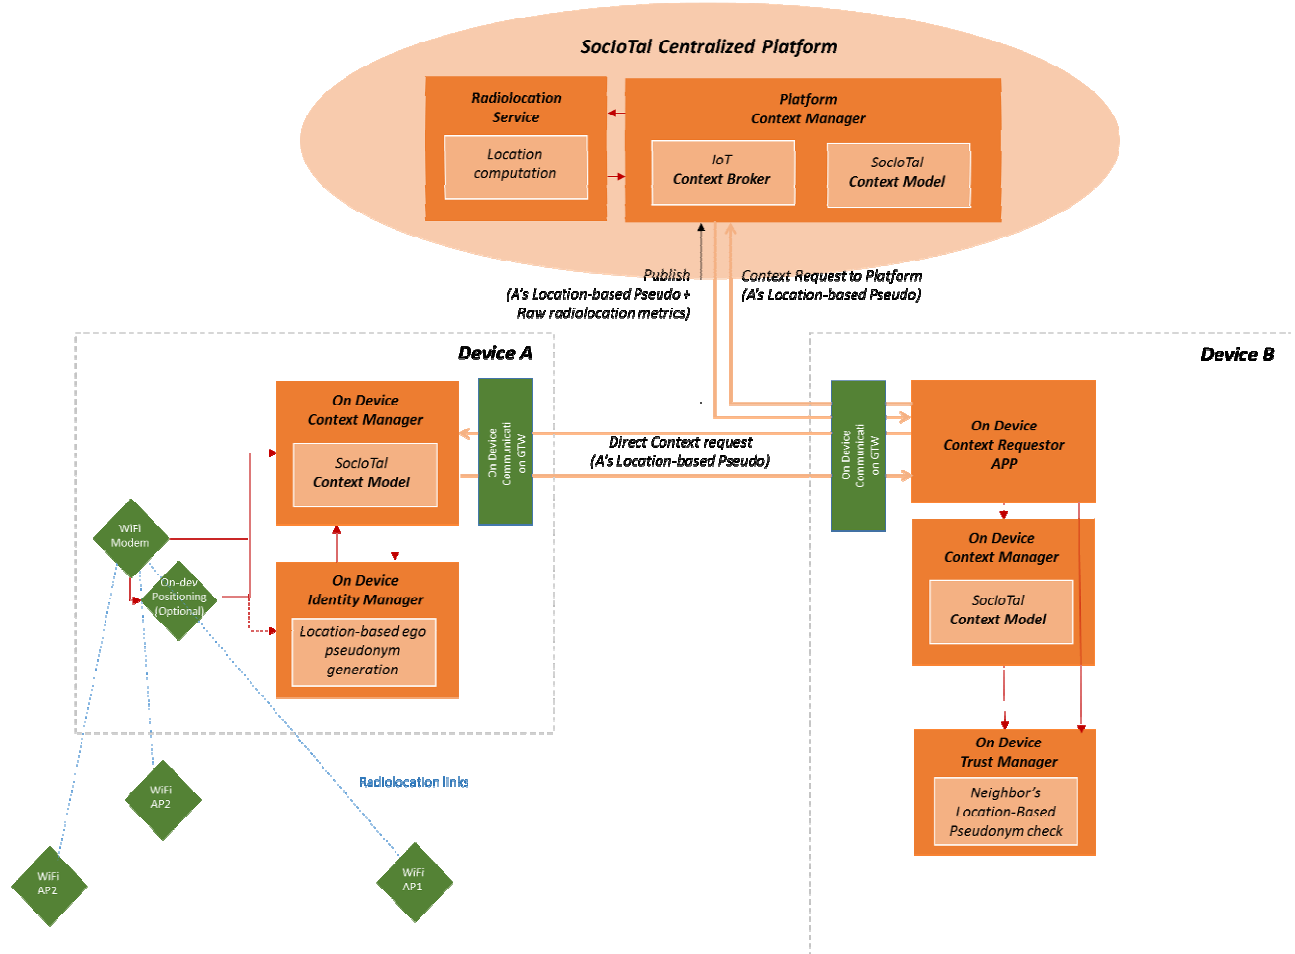 SocIoTal Centralized Platform
Radiolocation
Service
Location
computation
Platform
Context Manager
IoT
Context Broker
SocIoTal
Context Model
Publish
(A's Location-based Pseudo +
Raw radiolocation metrics)
Context Request to Platform
(A's Location-based Pseudo)
Device A
On Device
Context Manager
SocIoTal
Context Model
On Device
Communicati
on GTW
WiFi
Modem
On-dev
Positioning
(Optional)
On Device
Identity Manager
Location-based ego
pseudonym
generation
Direct Context request
(A's Location-based Pseudo)
Device B
On Device
Communicati
on GTW
On Device
Context Requestor
APP
On Device
Context Manager
SocIoTal
Context Model
On Device
Trust Manager
Neighbor's
Location-Based
Pseudonym check
Radiolocation links
WiFi
AP2
WiFi
AP2
WiFi
AP1